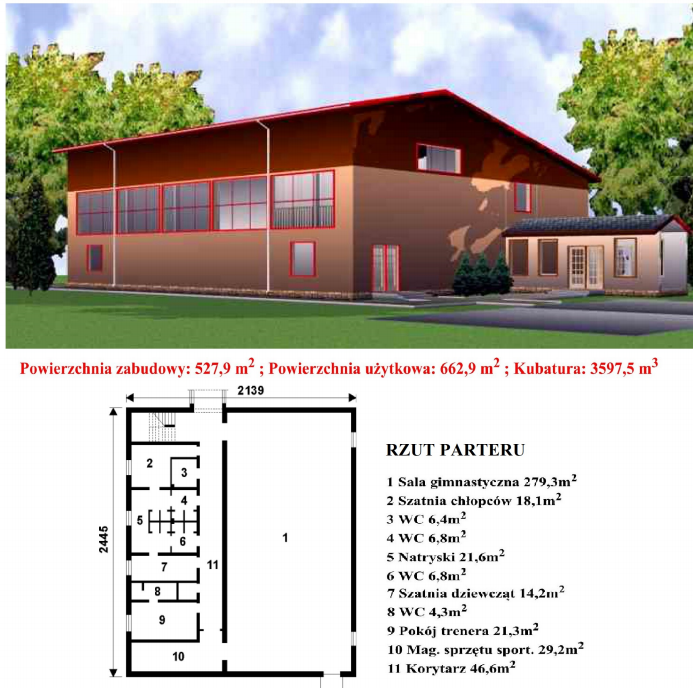 Powierzchnia zabudowy: 527,9 m² ; Powierzchnia użytkowa: 662,9 m² ; Kubatura: 3597,5 m³
2139
2445
2
3
4
5
6
7
8
9
10
11
1
RZUT PARTERU
1 Sala gimnastyczna 279,3m²
2 Szatnia chłopców 18,1m²
3 WC 6,4m²
4 WC 6,8m²
5 Natryski 21,6m²
6 WC 6,8m²
7 Szatnia dziewcząt 14,2m²
8 WC 4,3m²
9 Pokój trenera 21,3m²
10 Mag. sprzętu sport. 29,2m²
11 Korytarz 46,6m²